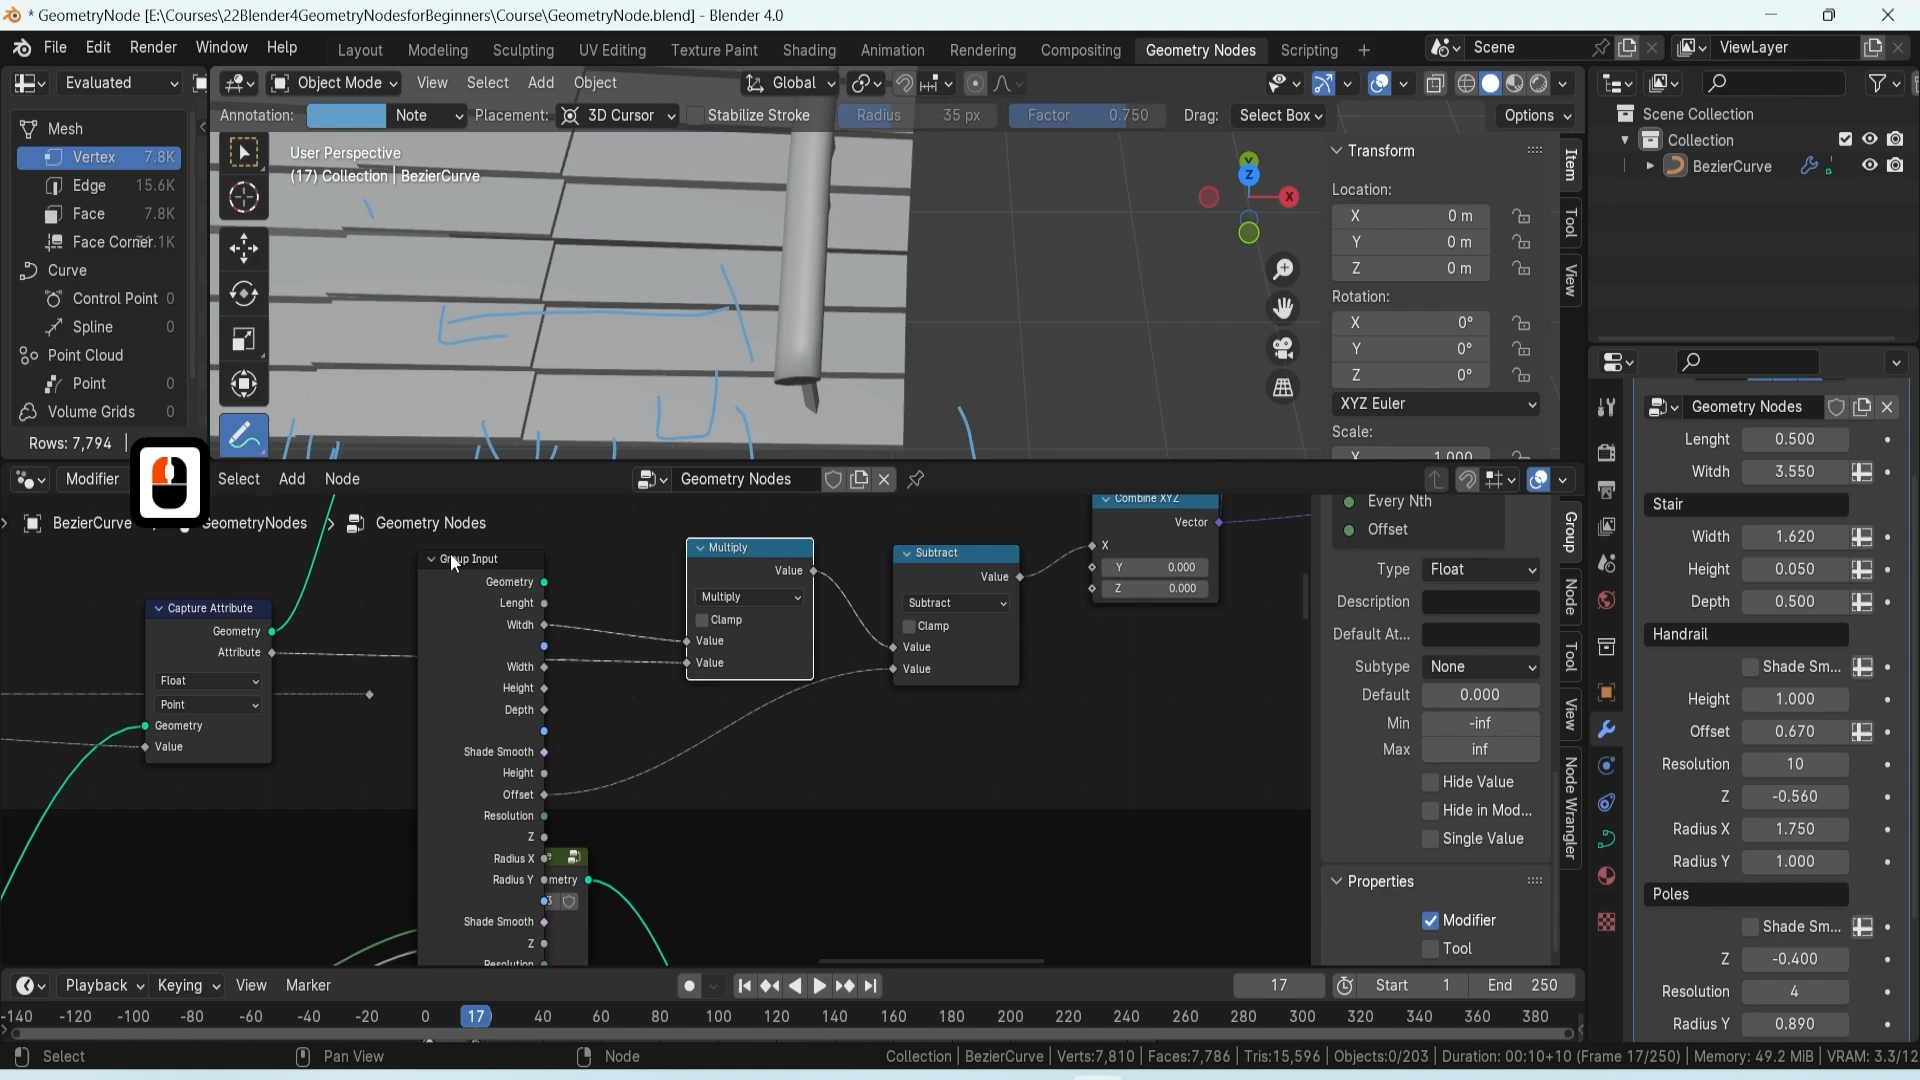 * GeometryNode [E:\Courses\22Blender4GeometryNodesforBeginners\Course\GeometryNode.blend] - Blender 4.0
File Edit Render Window Help Layout Modeling Sculpting UV Editing Texture Paint Shading Animation Rendering Compositing Geometry Nodes Scripting + Scene ViewLayer
Evaluated Object Mode View Select Add Object Global
Annotation: Note Placement: 3D Cursor Stabilize Stroke Radius 35 px Factor 0.750 Drag: Select Box Options
Mesh
Vertex 7.8K
Edge 15.6K
Face 7.8K
Face Corner
Curve
Control Point 0
Spline 0
Point Cloud
Point 0
Volume Grids 0
Rows: 7,794
User Perspective
(17) Collection | BezierCurve
Y
Z
X
Transform
Location:
X 0 m
Y 0 m
Z 0 m
Rotation:
X 0°
Y 0°
Z 0°
XYZ Euler
Scale:
X 1.000
Item
Tool
View
Scene Collection
Collection
BezierCurve
Geometry Nodes
Lenght 0.500
Witdh 3.550
Stair
Width 1.620
Height 0.050
Depth 0.500
Handrail
Shade Sm...
Height 1.000
Offset 0.670
Resolution 10
Z -0.560
Radius X 1.750
Radius Y 1.000
Poles
Shade Sm...
Z -0.400
Resolution 4
Radius Y 0.890
Modifier Select Add Node Geometry Nodes
BezierCurve GeometryNodes Geometry Nodes
Capture Attribute
Geometry
Attribute
Float
Point
Geometry
Value
Group Input
Geometry
Lenght
Witdh
Width
Height
Depth
Shade Smooth
Height
Offset
Resolution
Z
Radius X
Radius Y
Shade Smooth
Z
Resolution
metry
3
Multiply
Value
Multiply
Clamp
Value
Value
Subtract
Value
Subtract
Clamp
Value
Value
Combine XYZ
Vector
X
Y 0.000
Z 0.000
Every Nth
Offset
Type Float
Description
Default At...
Subtype None
Default 0.000
Min -inf
Max inf
Hide Value
Hide in Mod...
Single Value
Properties
Modifier
Tool
Group
Node
Tool
View
Node Wrangler
Playback Keying View Marker 17 Start 1 End 250
-140 -120 -100 -80 -60 -40 -20 0 17 40 60 80 100 120 140 160 180 200 220 240 260 280 300 320 340 360 380
Select Pan View Node Collection | BezierCurve | Verts:7,810 | Faces:7,786 | Tris:15,596 | Objects:0/203 | Duration: 00:10+10 (Frame 17/250) | Memory: 49.2 MiB | VRAM: 3.3/12